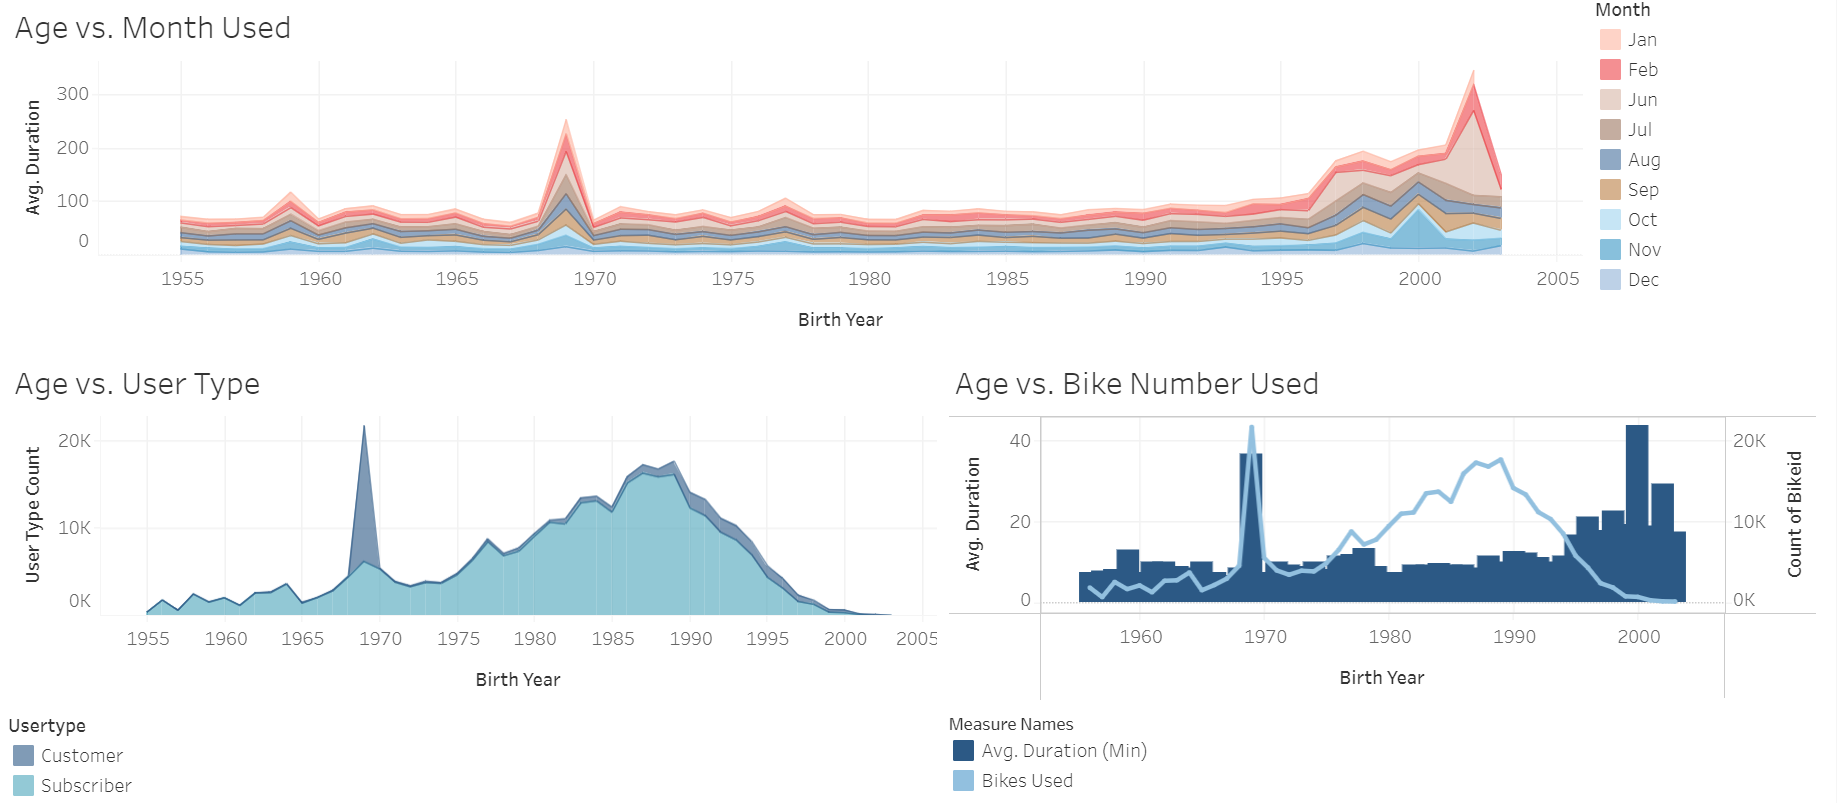 Age vs. Month Used
Month
Jan
Feb
Jun
Jul
Aug
Sep
Oct
Nov
Dec
Avg. Duration
300
200
100
0
1955 1960 1965 1970 1975 1980 1985 1990 1995 2000 2005
Birth Year
Age vs. User Type
User Type Count
20K
10K
0K
1955 1960 1965 1970 1975 1980 1985 1990 1995 2000 2005
Birth Year
Usertype
Customer
Subscriber
Age vs. Bike Number Used
Avg. Duration
40
20
0
20K
10K
0K
Count of Bikeid
1960 1970 1980 1990 2000
Birth Year
Measure Names
Avg. Duration (Min)
Bikes Used